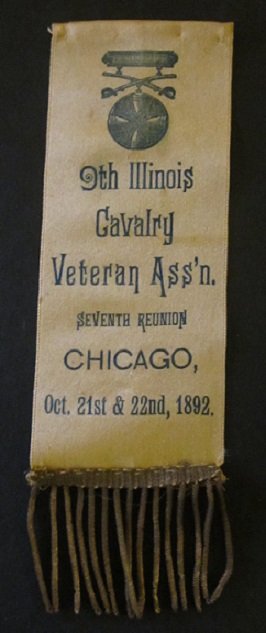 9th Illinois
Cavalry
Veteran Ass'n.
SEVENTH REUNION
CHICAGO,
Oct. 21st & 22nd, 1892.